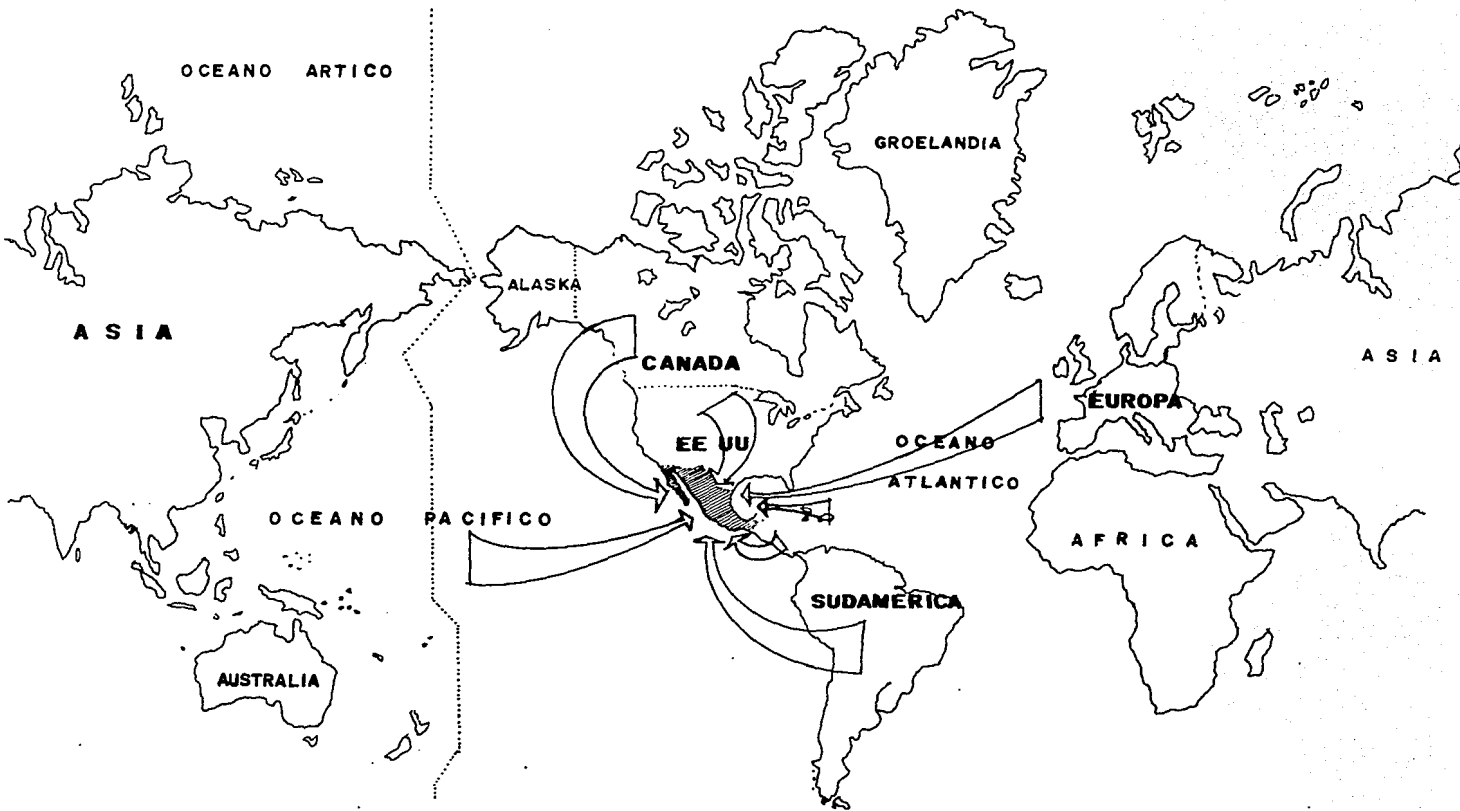 OCEANO ARTICO
GROELANDIA
ALASKA
ASIA
CANADA
ASIA
EUROPA
EE UU
OCEANO
ATLANTICO
OCEANO PACIFICO
AFRICA
SUDAMERICA
AUSTRALIA